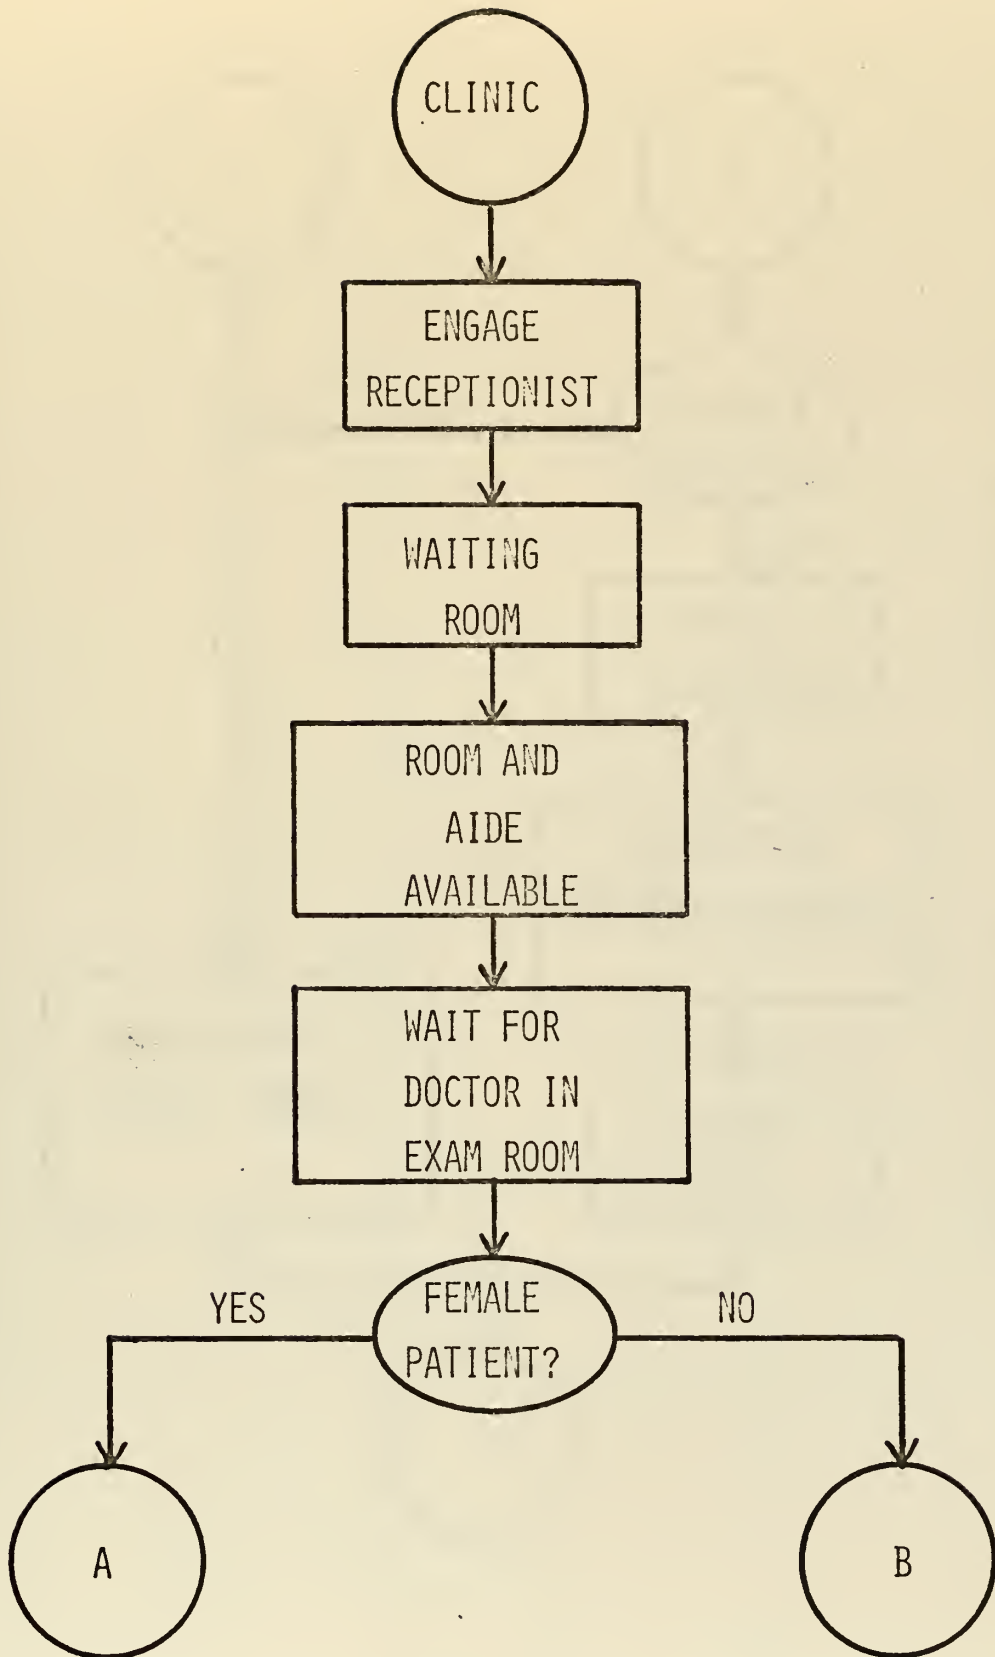 CLINIC
ENGAGE
RECEPTIONIST
WAITING
ROOM
ROOM AND
AIDE
AVAILABLE
WAIT FOR
DOCTOR IN
EXAM ROOM
FEMALE
PATIENT?
YES
NO
A
B